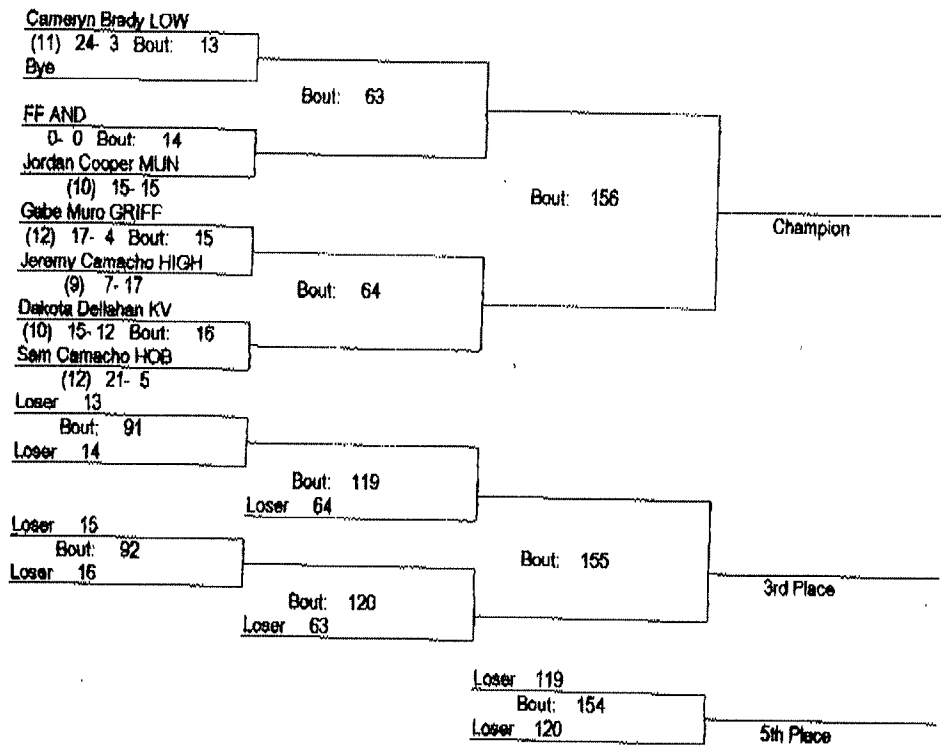 Cameryn Brady LOW
(11) 24- 3 Bout: 13
Bye
Bout: 63
FF AND
0- 0 Bout: 14
Jordan Cooper MUN
(10) 15- 15
Bout: 156
Gabe Muro GRIFF
(12) 17- 4 Bout: 15
Champion
Jeremy Camacho HIGH
(9) 7- 17
Bout: 64
Dakota Dellahan KV
(10) 15- 12 Bout: 16
Sam Camacho HOB
(12) 21- 5
Loser 13
Bout: 91
Loser 14
Bout: 119
Loser 64
Loser 15
Bout: 92
Loser 16
Bout: 155
3rd Place
Bout: 120
Loser 63
Loser 119
Bout: 154
Loser 120
5th Place